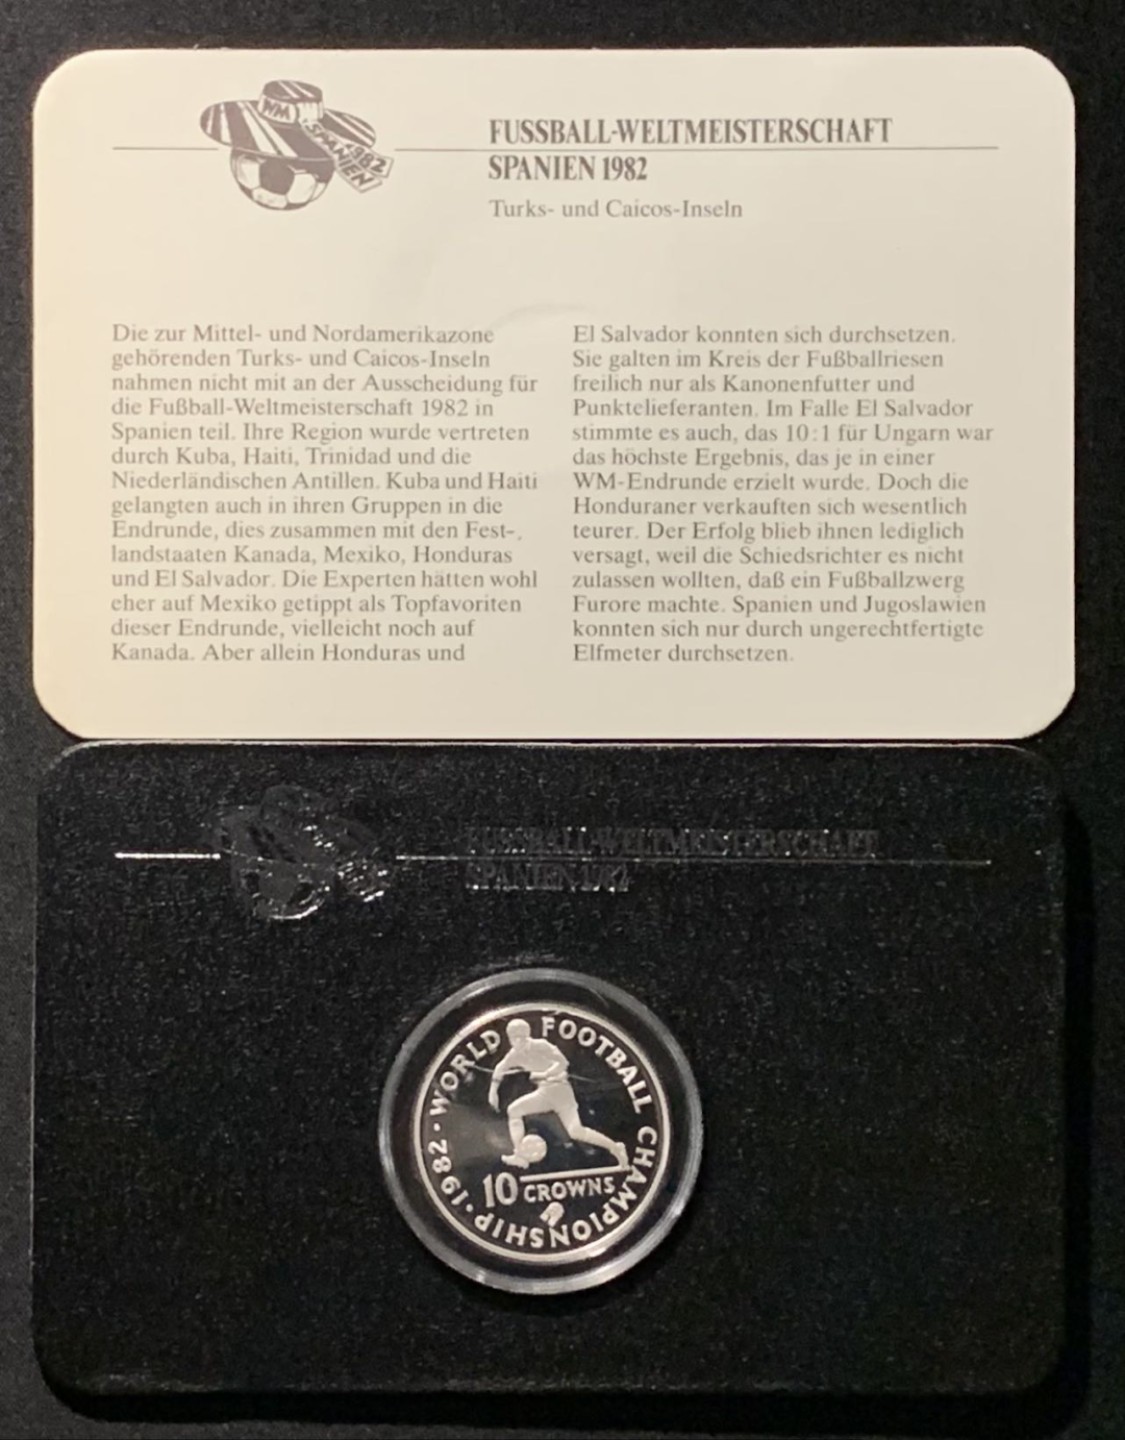 WM
SPANIEN
1982
FUSSBALL-WELTMEISTERSCHAFT
SPANIEN 1982
Turks- und Caicos-Inseln
Die zur Mittel- und Nordamerikazone
gehörenden Turks- und Caicos-Inseln
nahmen nicht mit an der Ausscheidung für
die Fußball-Weltmeisterschaft 1982 in
Spanien teil. Ihre Region wurde vertreten
durch Kuba, Haiti, Trinidad und die
Niederländischen Antillen. Kuba und Haiti
gelangten auch in ihren Gruppen in die
Endrunde, dies zusammen mit den Fest-
landstaaten Kanada, Mexiko, Honduras
und El Salvador. Die Experten hätten wohl
eher auf Mexiko getippt als Topfavoriten
dieser Endrunde, vielleicht noch auf
Kanada. Aber allein Honduras und
El Salvador konnten sich durchsetzen.
Sie galten im Kreis der Fußballriesen
freilich nur als Kanonenfutter und
Punktelieferanten. Im Falle El Salvador
stimmte es auch, das 10:1 für Ungarn war
das höchste Ergebnis, das je in einer
WM-Endrunde erzielt wurde. Doch die
Honduraner verkauften sich wesentlich
teurer. Der Erfolg blieb ihnen lediglich
versagt, weil die Schiedsrichter es nicht
zulassen wollten, daß ein Fußballzwerg
Furore machte. Spanien und Jugoslawien
konnten sich nur durch ungerechtfertigte
Elfmeter durchsetzen.
FUSSBALL-WELTMEISTERSCHAFT
SPANIEN 1982
1982 · WORLD FOOTBALL CHAMPIONSHIP ·
10 CROWNS